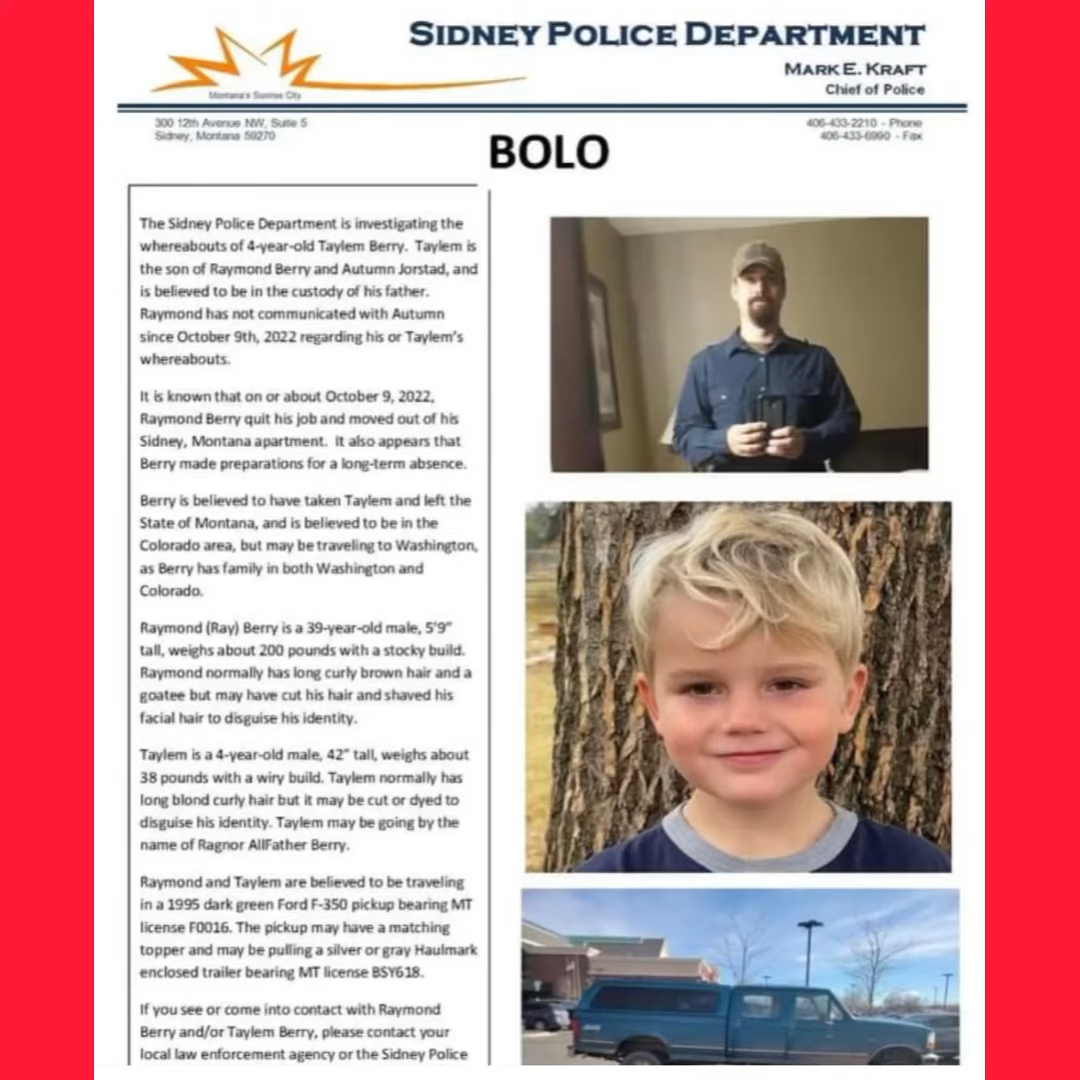 SIDNEY POLICE DEPARTMENT
MARK E. KRAFT
Chief of Police
Montana's Sunrise City
300 12th Avenue NW, Suite 5
Sidney, Montana 59270
406-433-2210 - Phone
406-433-6990 - Fax
BOLO
The Sidney Police Department is investigating the
whereabouts of 4-year-old Taylem Berry. Taylem is
the son of Raymond Berry and Autumn Jorstad, and
is believed to be in the custody of his father.
Raymond has not communicated with Autumn
since October 9th, 2022 regarding his or Taylem's
whereabouts.
It is known that on or about October 9, 2022,
Raymond Berry quit his job and moved out of his
Sidney, Montana apartment. It also appears that
Berry made preparations for a long-term absence.
Berry is believed to have taken Taylem and left the
State of Montana, and is believed to be in the
Colorado area, but may be traveling to Washington,
as Berry has family in both Washington and
Colorado.
Raymond (Ray) Berry is a 39-year-old male, 5'9"
tall, weighs about 200 pounds with a stocky build.
Raymond normally has long curly brown hair and a
goatee but may have cut his hair and shaved his
facial hair to disguise his identity.
Taylem is a 4-year-old male, 42" tall, weighs about
38 pounds with a wiry build. Taylem normally has
long blond curly hair but it may be cut or dyed to
disguise his identity. Taylem may be going by the
name of Ragnor AllFather Berry.
Raymond and Taylem are believed to be traveling
in a 1995 dark green Ford F-350 pickup bearing MT
license F0016. The pickup may have a matching
topper and may be pulling a silver or gray Haulmark
enclosed trailer bearing MT license BSY618.
If you see or come into contact with Raymond
Berry and/or Taylem Berry, please contact your
local law enforcement agency or the Sidney Police